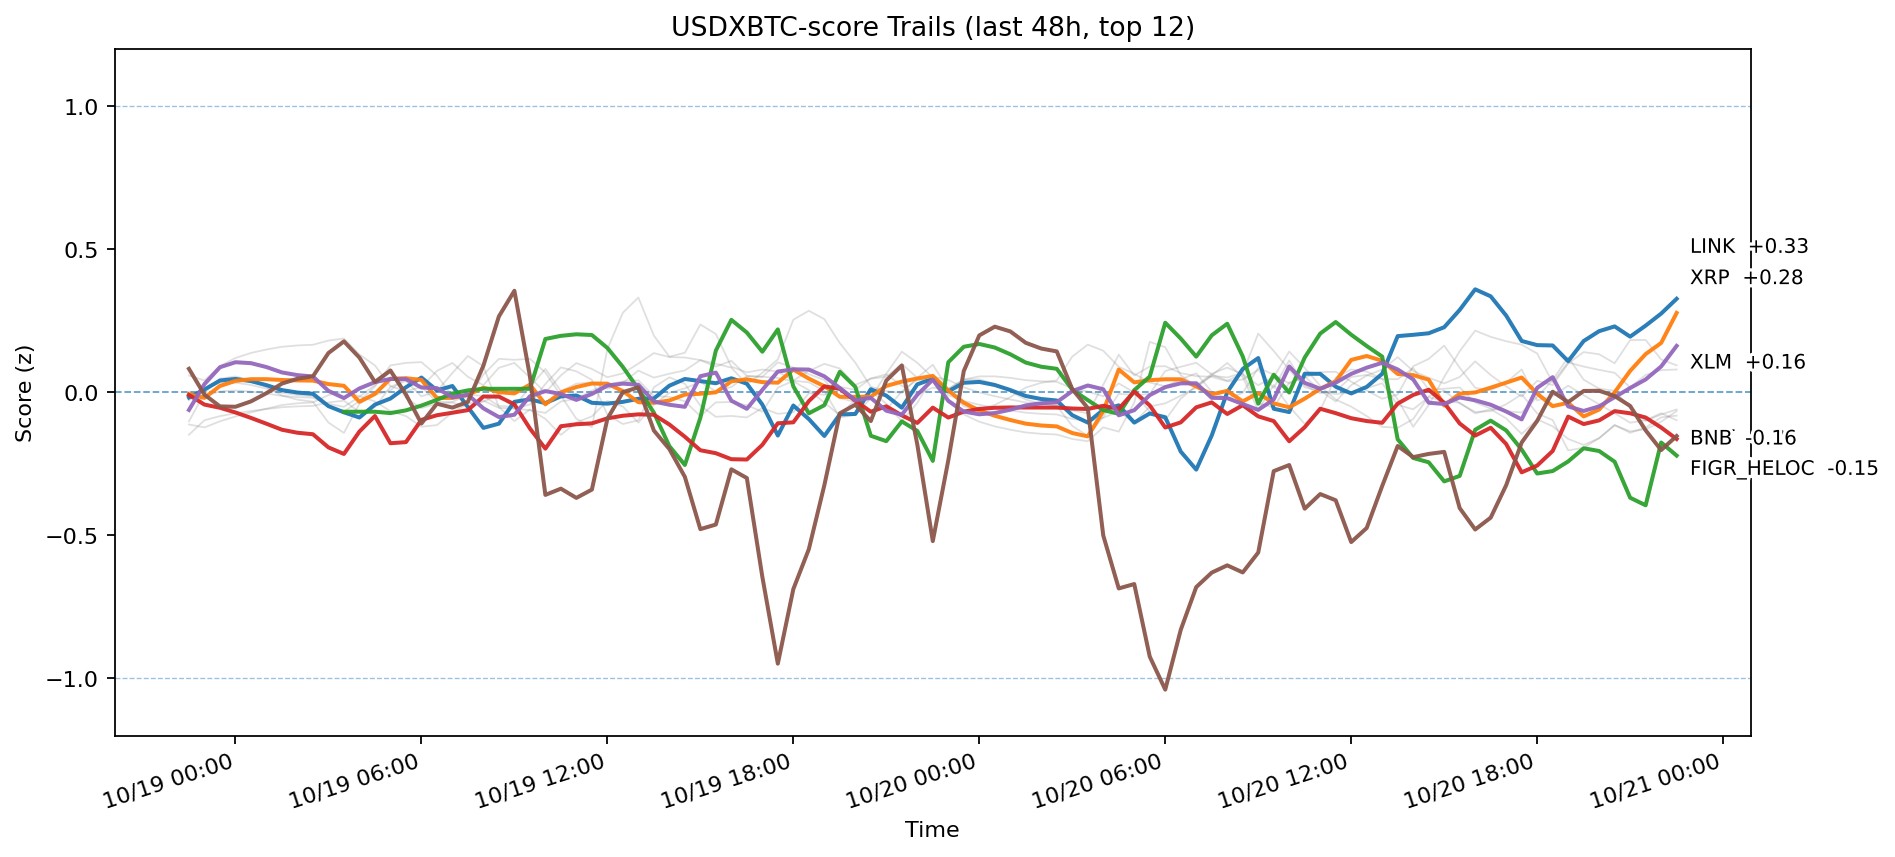 USDXBTC-score Trails (last 48h, top 12)
Score (z)
1.0
0.5
0.0
−0.5
−1.0
LINK +0.33
XRP +0.28
XLM +0.16
BNB -0.16
FIGR_HELOC -0.15
10/19 00:00
10/19 06:00
10/19 12:00
10/19 18:00
10/20 00:00
10/20 06:00
10/20 12:00
10/20 18:00
10/21 00:00
Time